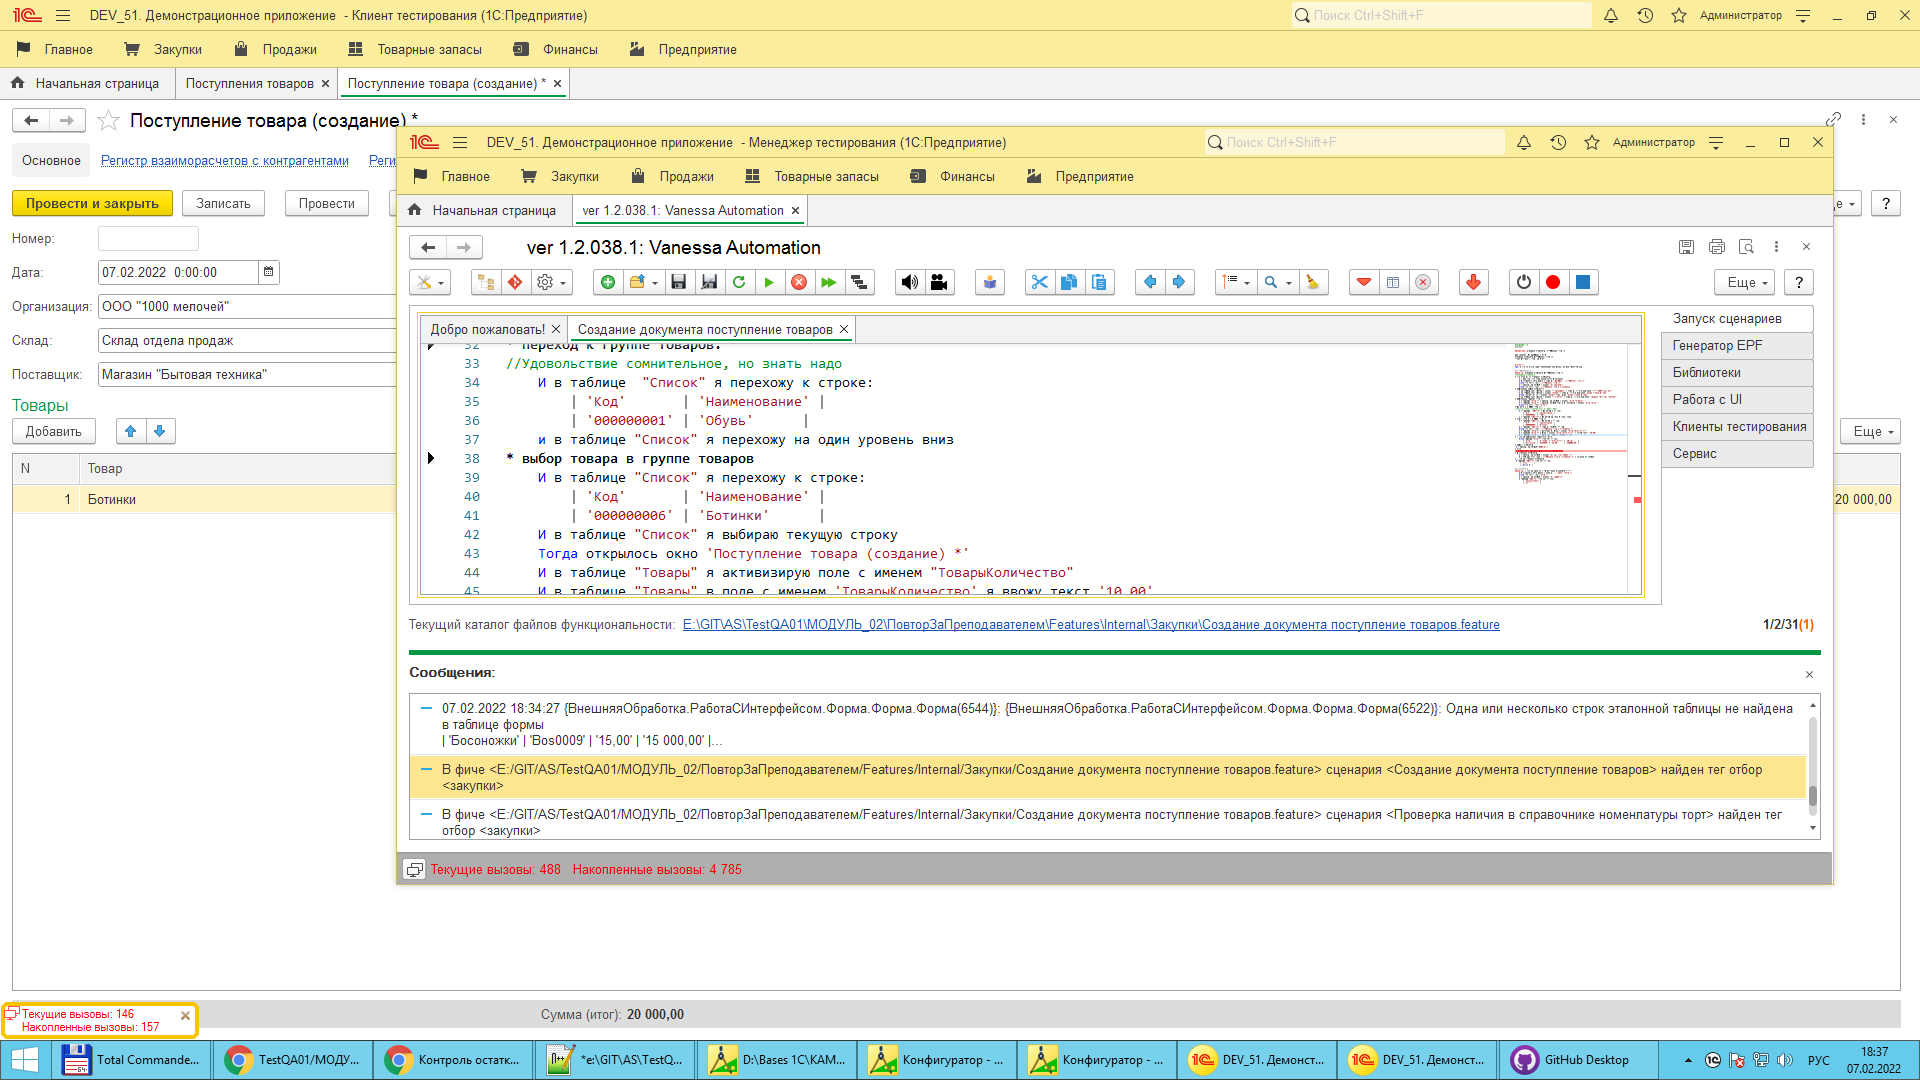 DEV_51. Демонстрационное приложение - Клиент тестирования (1С:Предприятие)
Поиск Ctrl+Shift+F
Администратор
Главное
Закупки
Продажи
Товарные запасы
Финансы
Предприятие
Начальная страница
Поступления товаров
Поступление товара (создание) *
Поступление товара (создание) *
Основное
Регистр взаиморасчетов с контрагентами
Реги
Провести и закрыть
Записать
Провести
?
Номер:
Дата: 07.02.2022 0:00:00
Организация: ООО "1000 мелочей"
Склад: Склад отдела продаж
Поставщик: Магазин "Бытовая техника"
Товары
Добавить
Еще
N Товар
1 Ботинки
20 000,00
DEV_51. Демонстрационное приложение - Менеджер тестирования (1С:Предприятие)
Поиск Ctrl+Shift+F
Администратор
Главное
Закупки
Продажи
Товарные запасы
Финансы
Предприятие
Начальная страница
ver 1.2.038.1: Vanessa Automation
ver 1.2.038.1: Vanessa Automation
Еще
?
Добро пожаловать!
Создание документа поступление товаров
32 * переход к группе товаров.
33 //Удовольствие сомнительное, но знать надо
34 И в таблице "Список" я перехожу к строке:
35 | 'Код' | 'Наименование' |
36 | '000000001' | 'Обувь' |
37 и в таблице "Список" я перехожу на один уровень вниз
38 * выбор товара в группе товаров
39 И в таблице "Список" я перехожу к строке:
40 | 'Код' | 'Наименование' |
41 | '000000006' | 'Ботинки' |
42 И в таблице "Список" я выбираю текущую строку
43 Тогда открылось окно 'Поступление товара (создание) *'
44 И в таблице "Товары" я активизирую поле с именем "ТоварыКоличество"
45 И в таблице "Товары" в поле с именем 'ТоварыКоличество' я ввожу текст '10,00'
Запуск сценариев
Генератор EPF
Библиотеки
Работа с UI
Клиенты тестирования
Сервис
Текущий каталог файлов функциональности: E:\GIT\AS\TestQA01\МОДУЛЬ_02\ПовторЗаПреподавателем\Features\Internal\Закупки\Создание документа поступление товаров.feature
1/2/31(1)
Сообщения:
07.02.2022 18:34:27 {ВнешняяОбработка.РаботаСИнтерфейсом.Форма.Форма.Форма(6544)}: {ВнешняяОбработка.РаботаСИнтерфейсом.Форма.Форма.Форма(6522)}: Одна или несколько строк эталонной таблицы не найдена
в таблице формы
| 'Босоножки' | 'Bos0009' | '15,00' | '15 000,00' |...
В фиче <E:/GIT/AS/TestQA01/МОДУЛЬ_02/ПовторЗаПреподавателем/Features/Internal/Закупки/Создание документа поступление товаров.feature> сценария <Создание документа поступление товаров> найден тег отбор
<закупки>
В фиче <E:/GIT/AS/TestQA01/МОДУЛЬ_02/ПовторЗаПреподавателем/Features/Internal/Закупки/Создание документа поступление товаров.feature> сценария <Проверка наличия в справочнике номенлатуры торт> найден тег
отбор <закупки>
Текущие вызовы: 488 Накопленные вызовы: 4 785
Сумма (итог): 20 000,00
Текущие вызовы: 146
Накопленные вызовы: 157
Total Commande...
TestQA01/МОДУ...
Контроль остатк...
*e:\GIT\AS\TestQ...
D:\Bases 1C\КАМ...
Конфигуратор - ...
Конфигуратор - ...
DEV_51. Демонст...
DEV_51. Демонст...
GitHub Desktop
РУС
18:37
07.02.2022